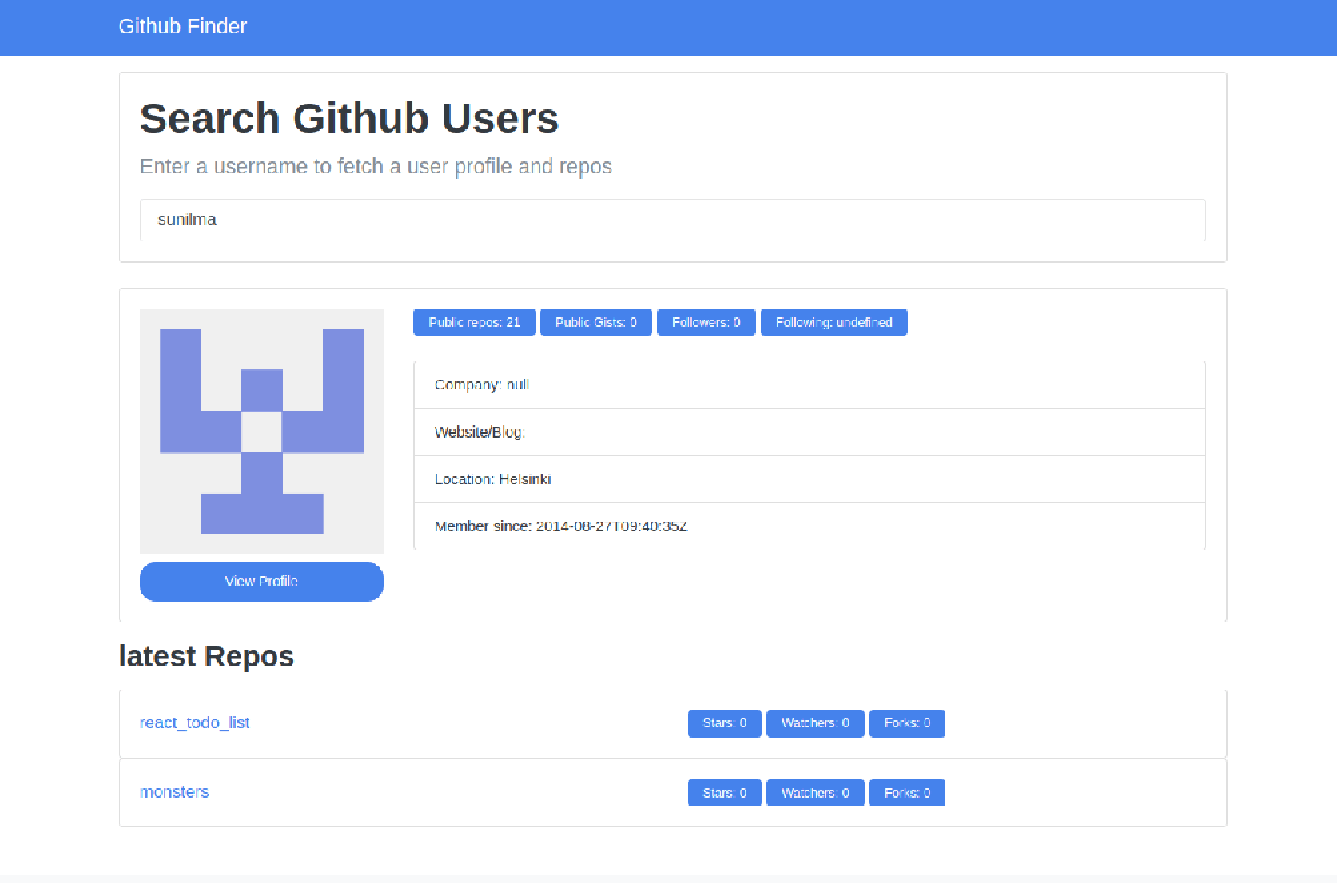 Github Finder
Search Github Users
Enter a username to fetch a user profile and repos
sunilma
Public repos: 21 Public Gists: 0 Followers: 0 Following: undefined
Company: null
Website/Blog:
Location: Helsinki
Member since: 2014-08-27T09:40:35Z
View Profile
latest Repos
react_todo_list Stars: 0 Watchers: 0 Forks: 0
monsters Stars: 0 Watchers: 0 Forks: 0